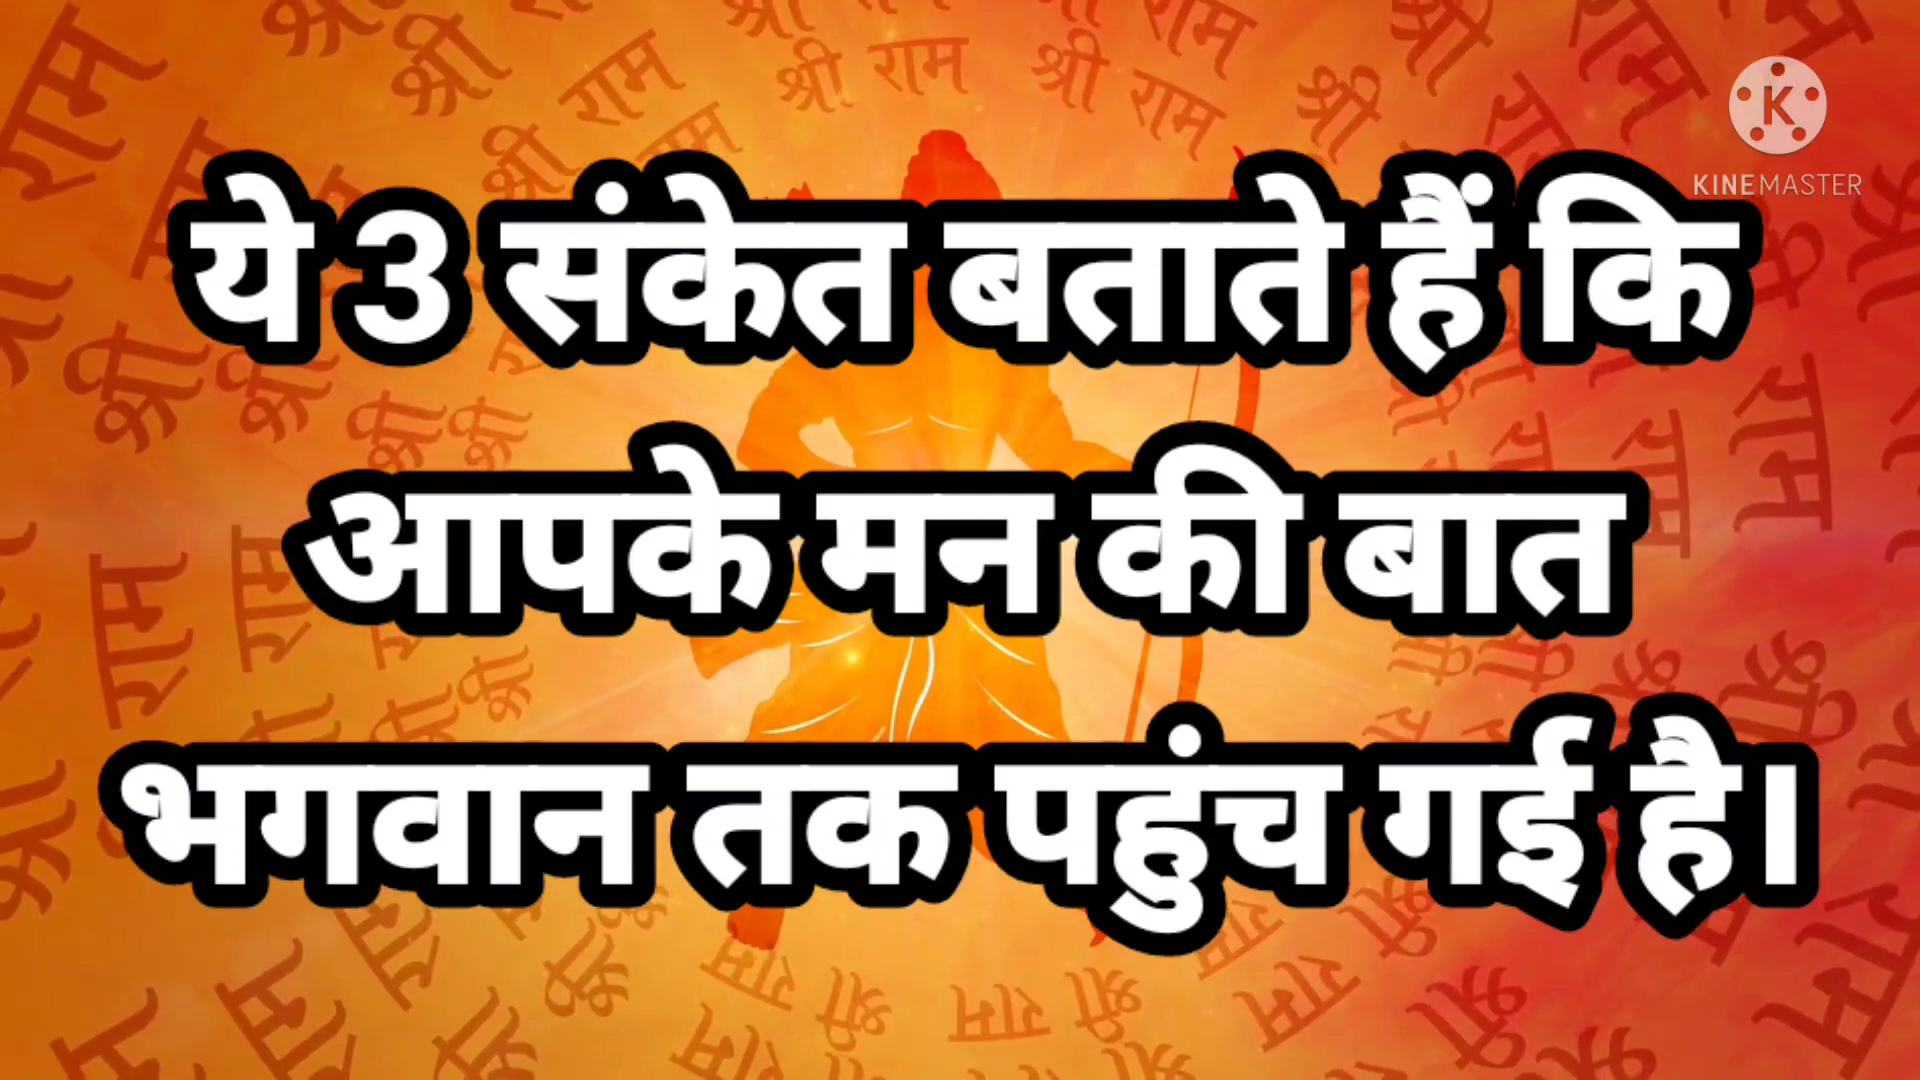 ये 3 संकेत बताते हैं कि
आपके मन की बात
भगवान तक पहुंच गई है।
K
KINEMASTER
श्री राम श्री राम